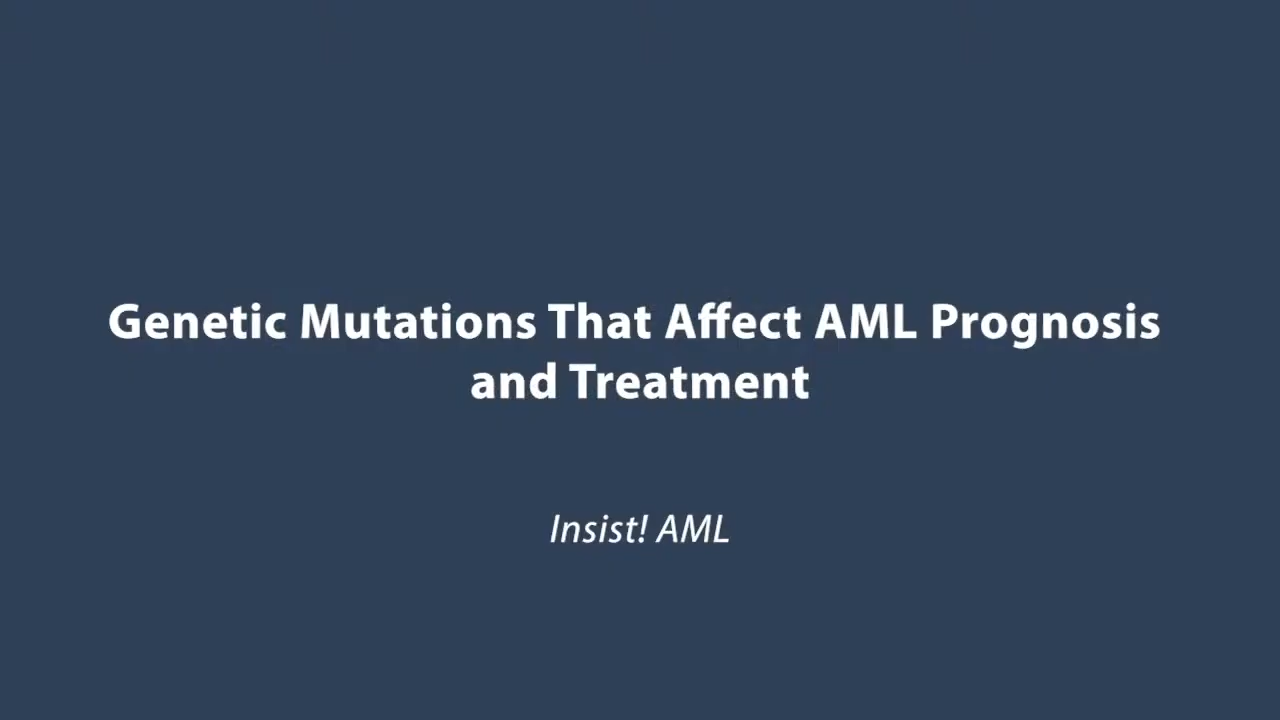 Genetic Mutations That Affect AML Prognosis
and Treatment
Insist! AML